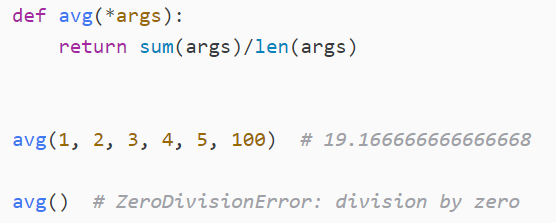 def avg(*args):
    return sum(args)/len(args)
avg(1, 2, 3, 4, 5, 100)  # 19.166666666666668
avg()  # ZeroDivisionError: division by zero